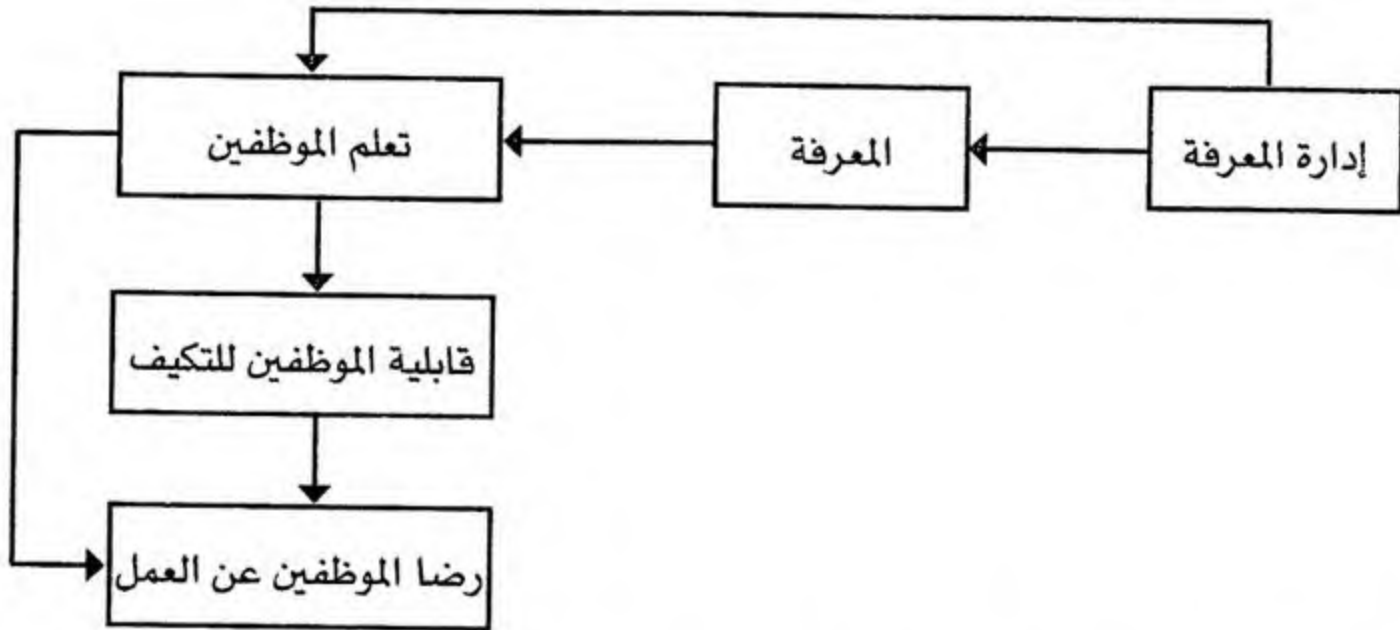 إدارة المعرفة
المعرفة
تعلم الموظفين
قابلية الموظفين للتكيف
رضا الموظفين عن العمل